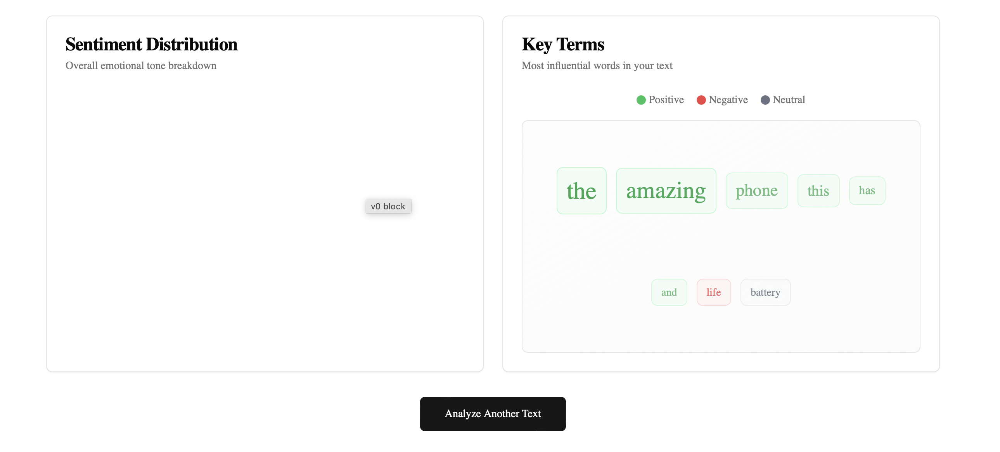 Sentiment Distribution
Overall emotional tone breakdown
v0 block
Key Terms
Most influential words in your text
Positive Negative Neutral
the amazing phone this has
and life battery
Analyze Another Text